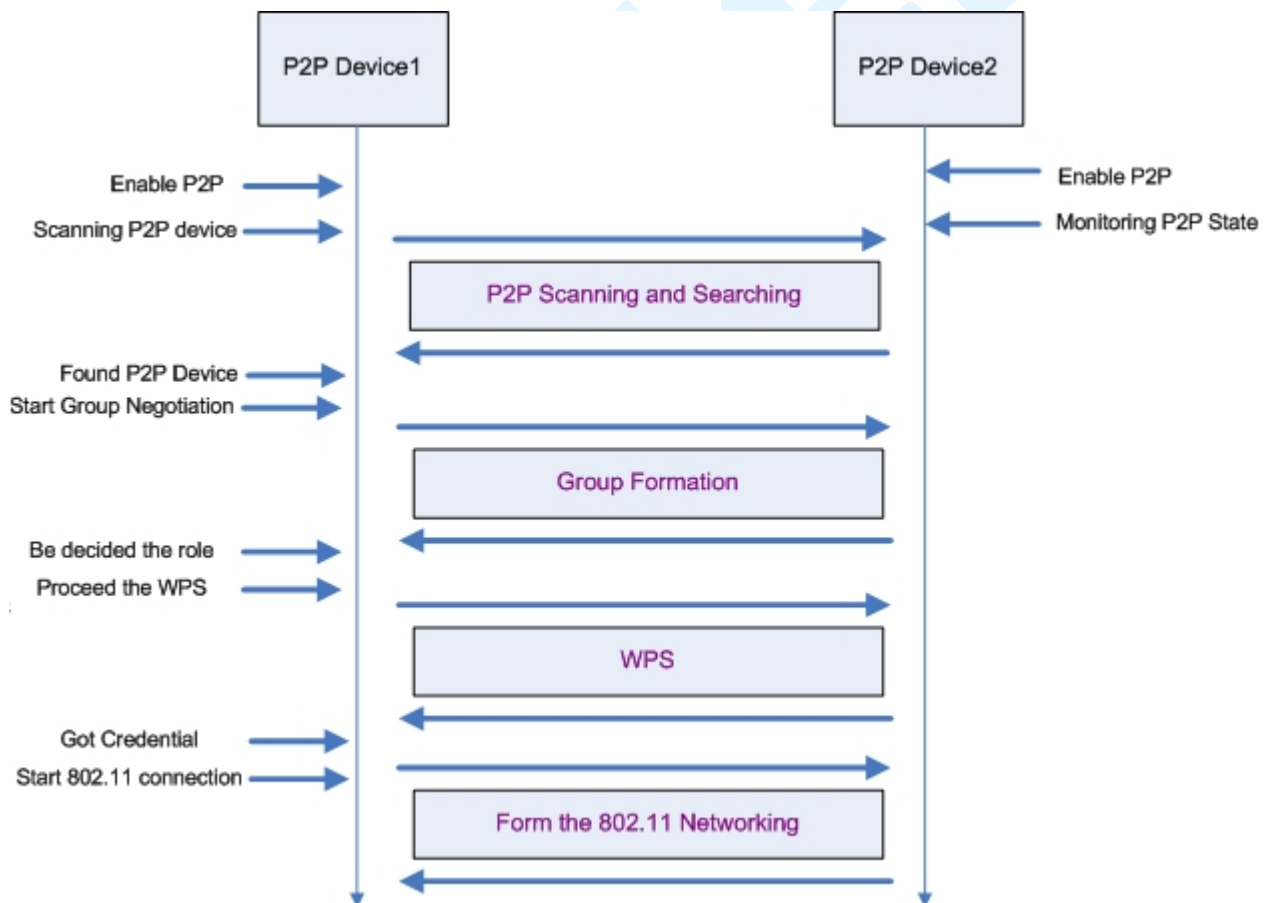 P2P Device1
P2P Device2
Enable P2P
Enable P2P
Scanning P2P device
Monitoring P2P State
P2P Scanning and Searching
Found P2P Device
Start Group Negotiation
Group Formation
Be decided the role
Proceed the WPS
WPS
Got Credential
Start 802.11 connection
Form the 802.11 Networking